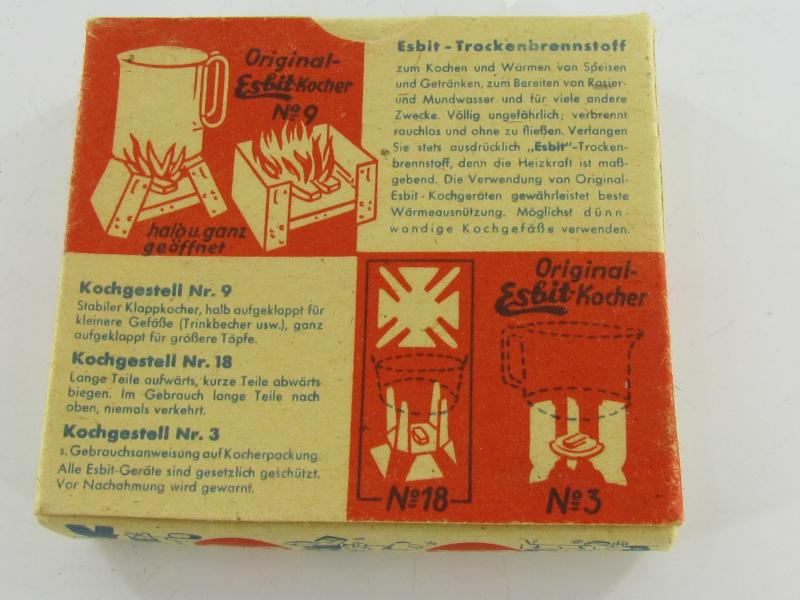 Original-
Esbit-Kocher
Nº 9
halb u. ganz
geöffnet
Esbit-Trockenbrennstoff
zum Kochen und Wärmen von Speisen
und Getränken, zum Bereiten von Rasier-
und Mundwasser und für viele andere
Zwecke. Völlig ungefährlich; verbrennt
rauchlos und ohne zu fließen. Verlangen
Sie stets ausdrücklich „Esbit"-Trocken-
brennstoff, denn die Heizkraft ist maß-
gebend. Die Verwendung von Original-
Esbit-Kochgeräten gewährleistet beste
Wärmeausnützung. Möglichst dünn-
wandige Kochgefäße verwenden.
Kochgestell Nr. 9
Stabiler Klappkocher, halb aufgeklappt für
kleinere Gefäße (Trinkbecher usw.), ganz
aufgeklappt für größere Töpfe.
Kochgestell Nr. 18
Lange Teile aufwärts, kurze Teile abwärts
biegen. Im Gebrauch lange Teile nach
oben, niemals verkehrt.
Kochgestell Nr. 3
s. Gebrauchsanweisung auf Kocherpackung.
Alle Esbit-Geräte sind gesetzlich geschützt.
Vor Nachahmung wird gewarnt.
Nº 18
Original-
Esbit-Kocher
Nº 3